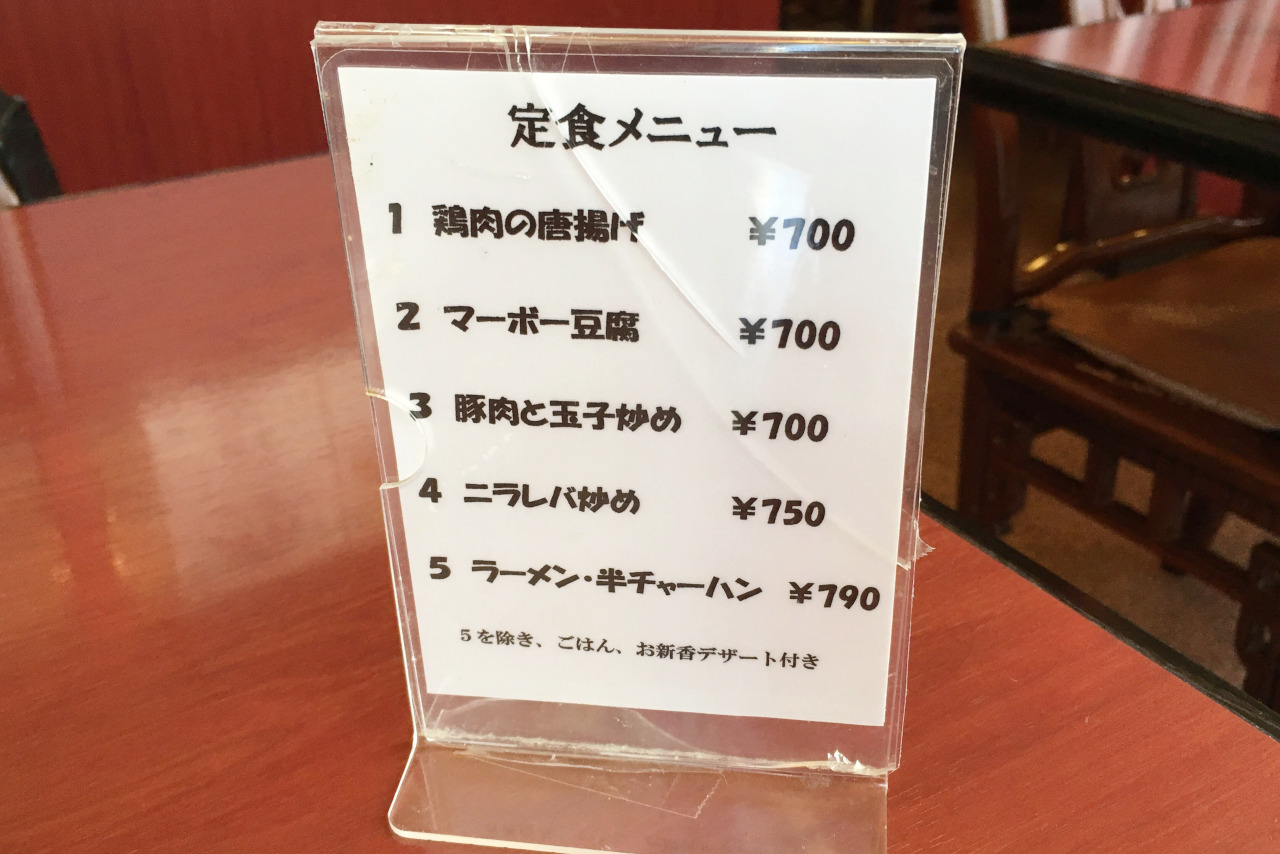 定食メニュー
1 鶏肉の唐揚げ ¥700
2 マーボー豆腐 ¥700
3 豚肉と玉子炒め ¥700
4 ニラレバ炒め ¥750
5 ラーメン・半チャーハン ¥790
5を除き、ごはん、お新香デザート付き